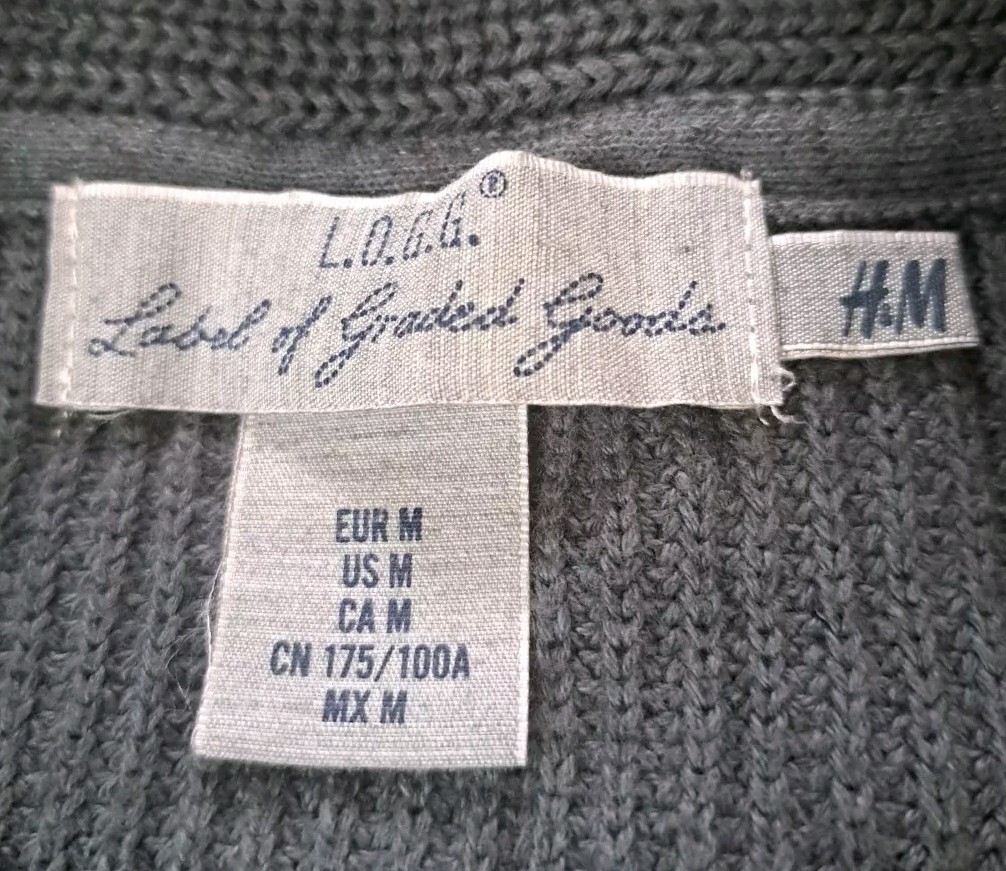 L.O.G.G.®
Label of Graded Goods
H&M
EUR M
US M
CA M
CN 175/100A
MX M